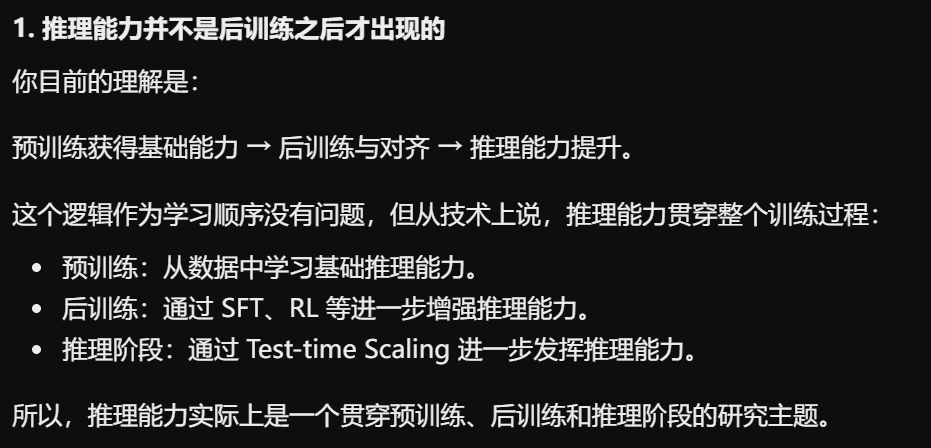 1. 推理能力并不是后训练之后才出现的
你目前的理解是：
预训练获得基础能力 → 后训练与对齐 → 推理能力提升。
这个逻辑作为学习顺序没有问题，但从技术上说，推理能力贯穿整个训练过程：
• 预训练：从数据中学习基础推理能力。
• 后训练：通过 SFT、RL 等进一步增强推理能力。
• 推理阶段：通过 Test-time Scaling 进一步发挥推理能力。
所以，推理能力实际上是一个贯穿预训练、后训练和推理阶段的研究主题。